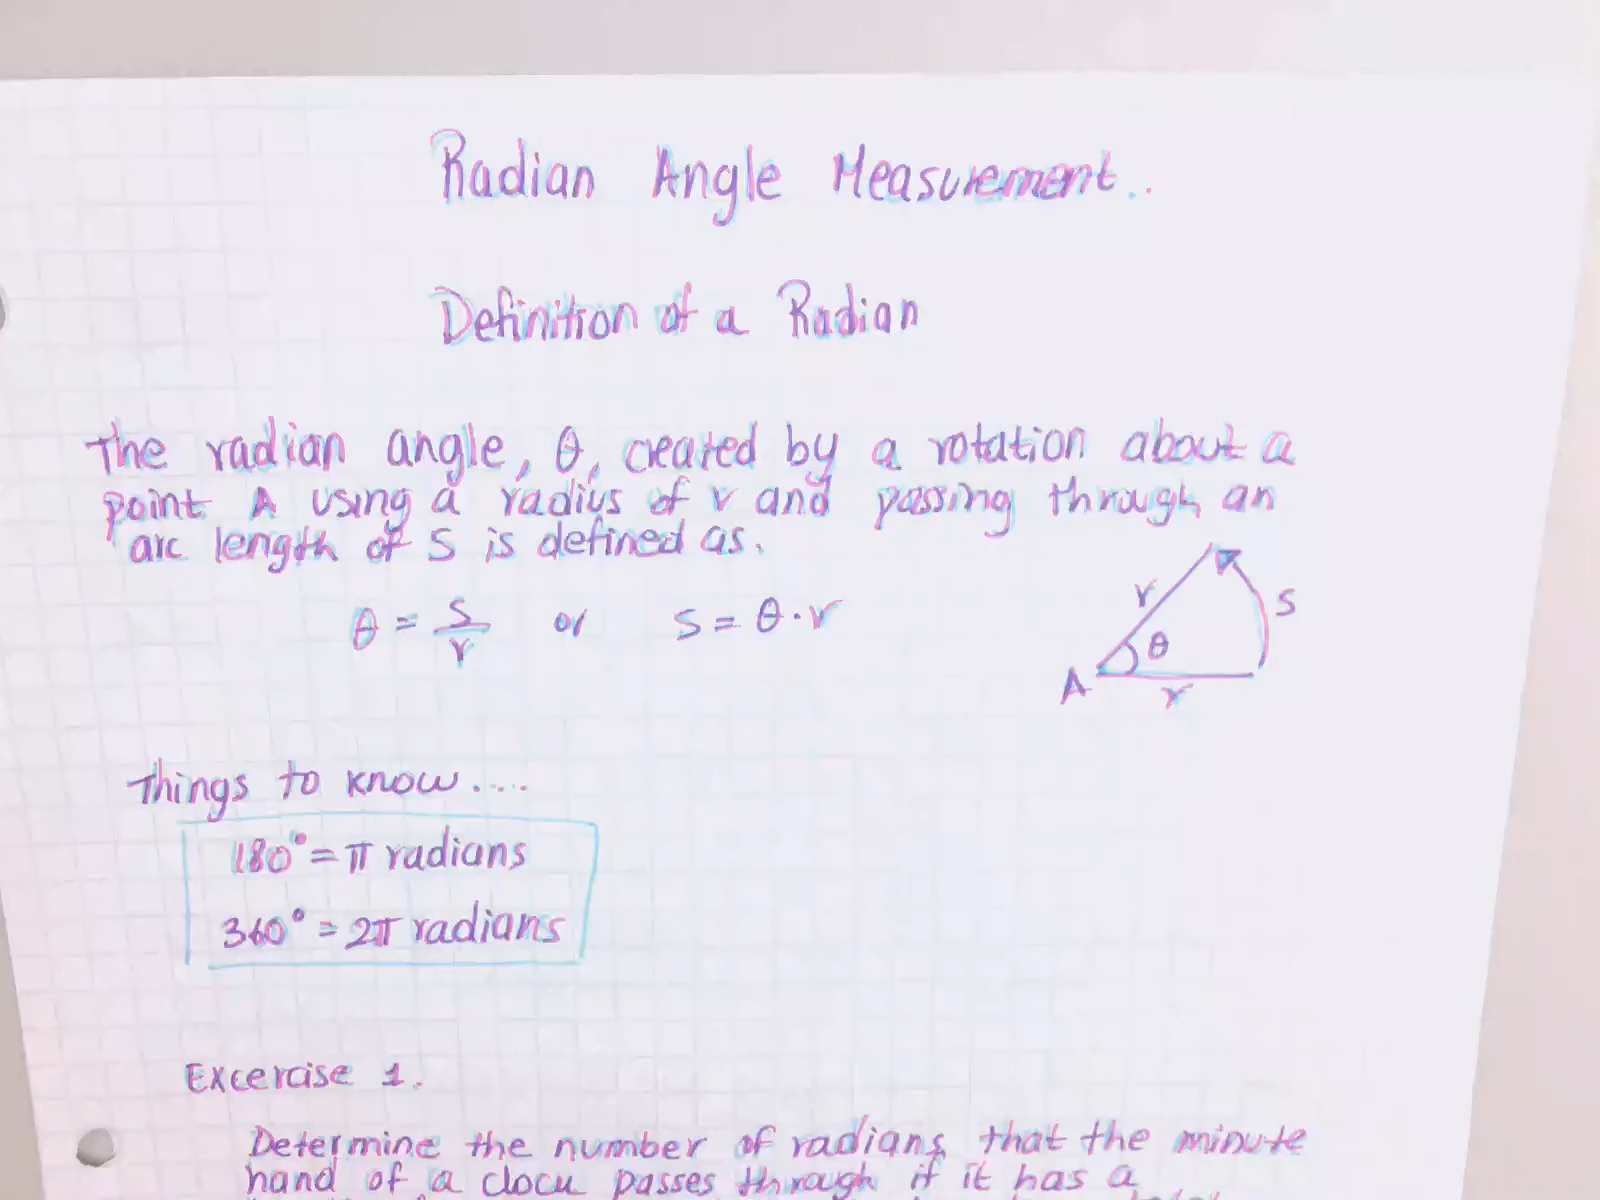 Radian Angle Measurement..
Definition of a Radian
The radian angle, θ, created by a rotation about a
point A using a radius of r and passing through an
arc length of S is defined as.
θ = S/r or S = θ · r
r
S
θ
A
r
Things to know.....
180° = π radians
360° = 2π radians
Excercise 1.
Determine the number of radians that the minute
hand of a clock passes through if it has a